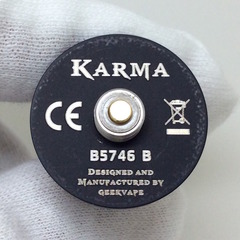 KARMA
CE
B5746 B
DESIGNED AND
MANUFACTURED BY
GEEKVAPE